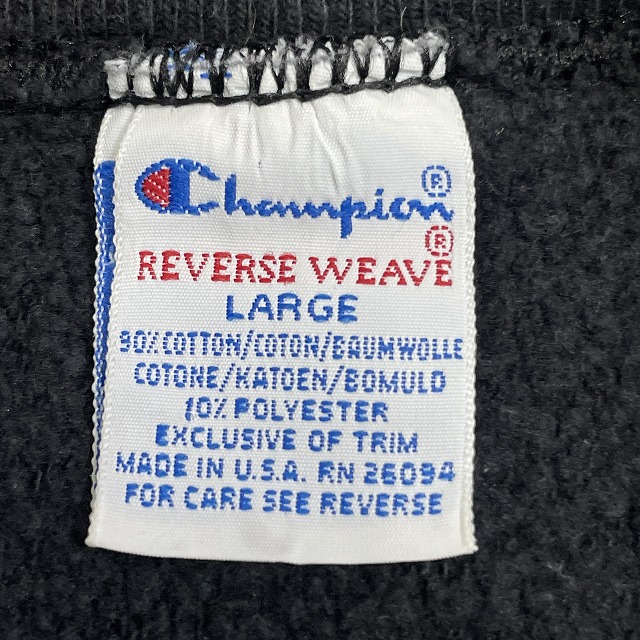 Champion®
REVERSE WEAVE®
LARGE
90% COTTON/COTON/BAUMWOLLE
COTONE/KATOEN/BOMULD
10% POLYESTER
EXCLUSIVE OF TRIM
MADE IN U.S.A. RN 26094
FOR CARE SEE REVERSE